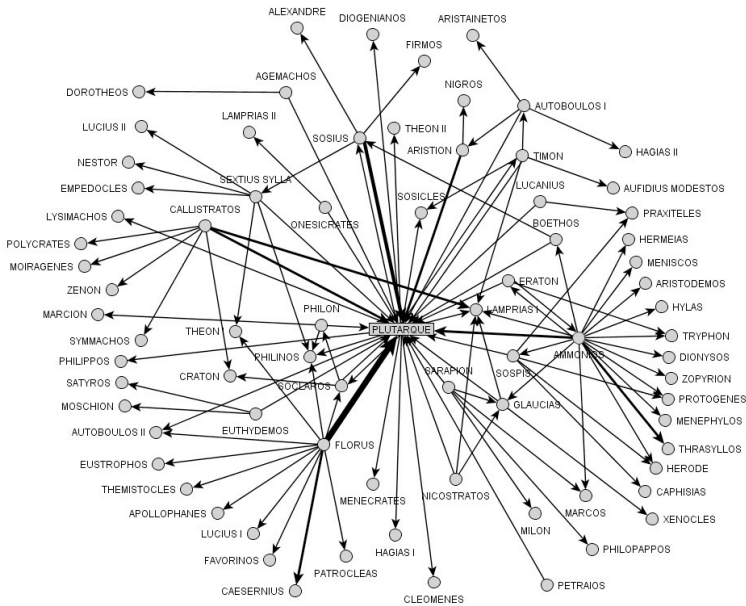 ALEXANDRE
DIOGENIANOS
ARISTAINETOS
FIRMOS
AGEMACHOS
NIGROS
DOROTHEOS
LAMPRIAS II
AUTOBOULOS I
LUCIUS II
THEON II
SOSIUS
ARISTION
TIMON
HAGIAS II
NESTOR
SEXTIUS SYLLA
EMPEDOCLES
AUFIDIUS MODESTOS
LUCANIUS
SOSICLES
CALLISTRATOS
LYSIMACHOS
ONESICRATES
BOETHOS
PRAXITELES
POLYCRATES
HERMEIAS
MOIRAGENES
MENISCOS
ERATON
ARISTODEMOS
ZENON
PHILON
MARCION
LAMPRIAS I
HYLAS
THEON
PLUTARQUE
TRYPHON
SYMMACHOS
AMMONIOS
PHILIPPOS
PHILINOS
SOSPIS
DIONYSOS
SARAPION
CRATON
SOCLAROS
ZOPYRION
SATYROS
PROTOGENES
MOSCHION
GLAUCIAS
MENEPHYLOS
AUTOBOULOS II
EUTHYDEMOS
FLORUS
THRASYLLOS
EUSTROPHOS
HERODE
THEMISTOCLES
MENECRATES
NICOSTRATOS
CAPHISIAS
MARCOS
APOLLOPHANES
XENOCLES
LUCIUS I
MILON
HAGIAS I
PHILOPAPPOS
FAVORINOS
PATROCLEAS
CAESERNIUS
CLEOMENES
PETRAIOS